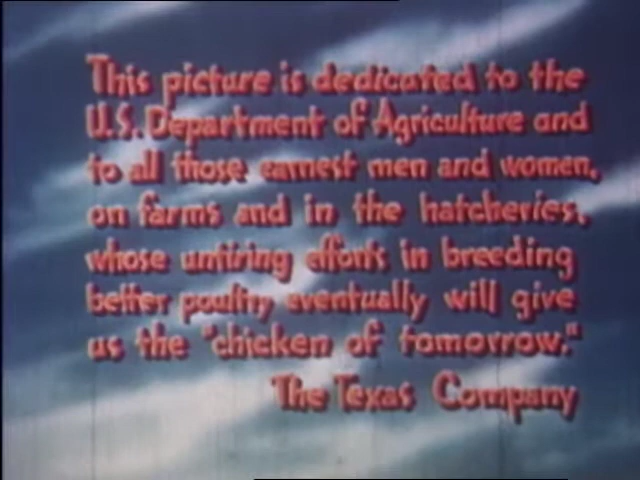 This picture is dedicated to the
U.S. Department of Agriculture and
to all those earnest men and women,
on farms and in the hatcheries,
whose untiring efforts in breeding
better poultry eventually will give
us the "chicken of tomorrow."
The Texas Company